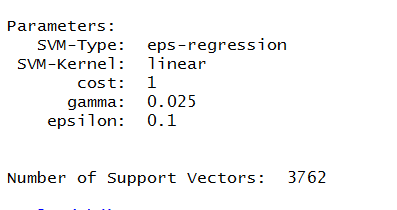 Parameters:
SVM-Type: eps-regression
SVM-Kernel: linear
cost: 1
gamma: 0.025
epsilon: 0.1
Number of Support Vectors: 3762